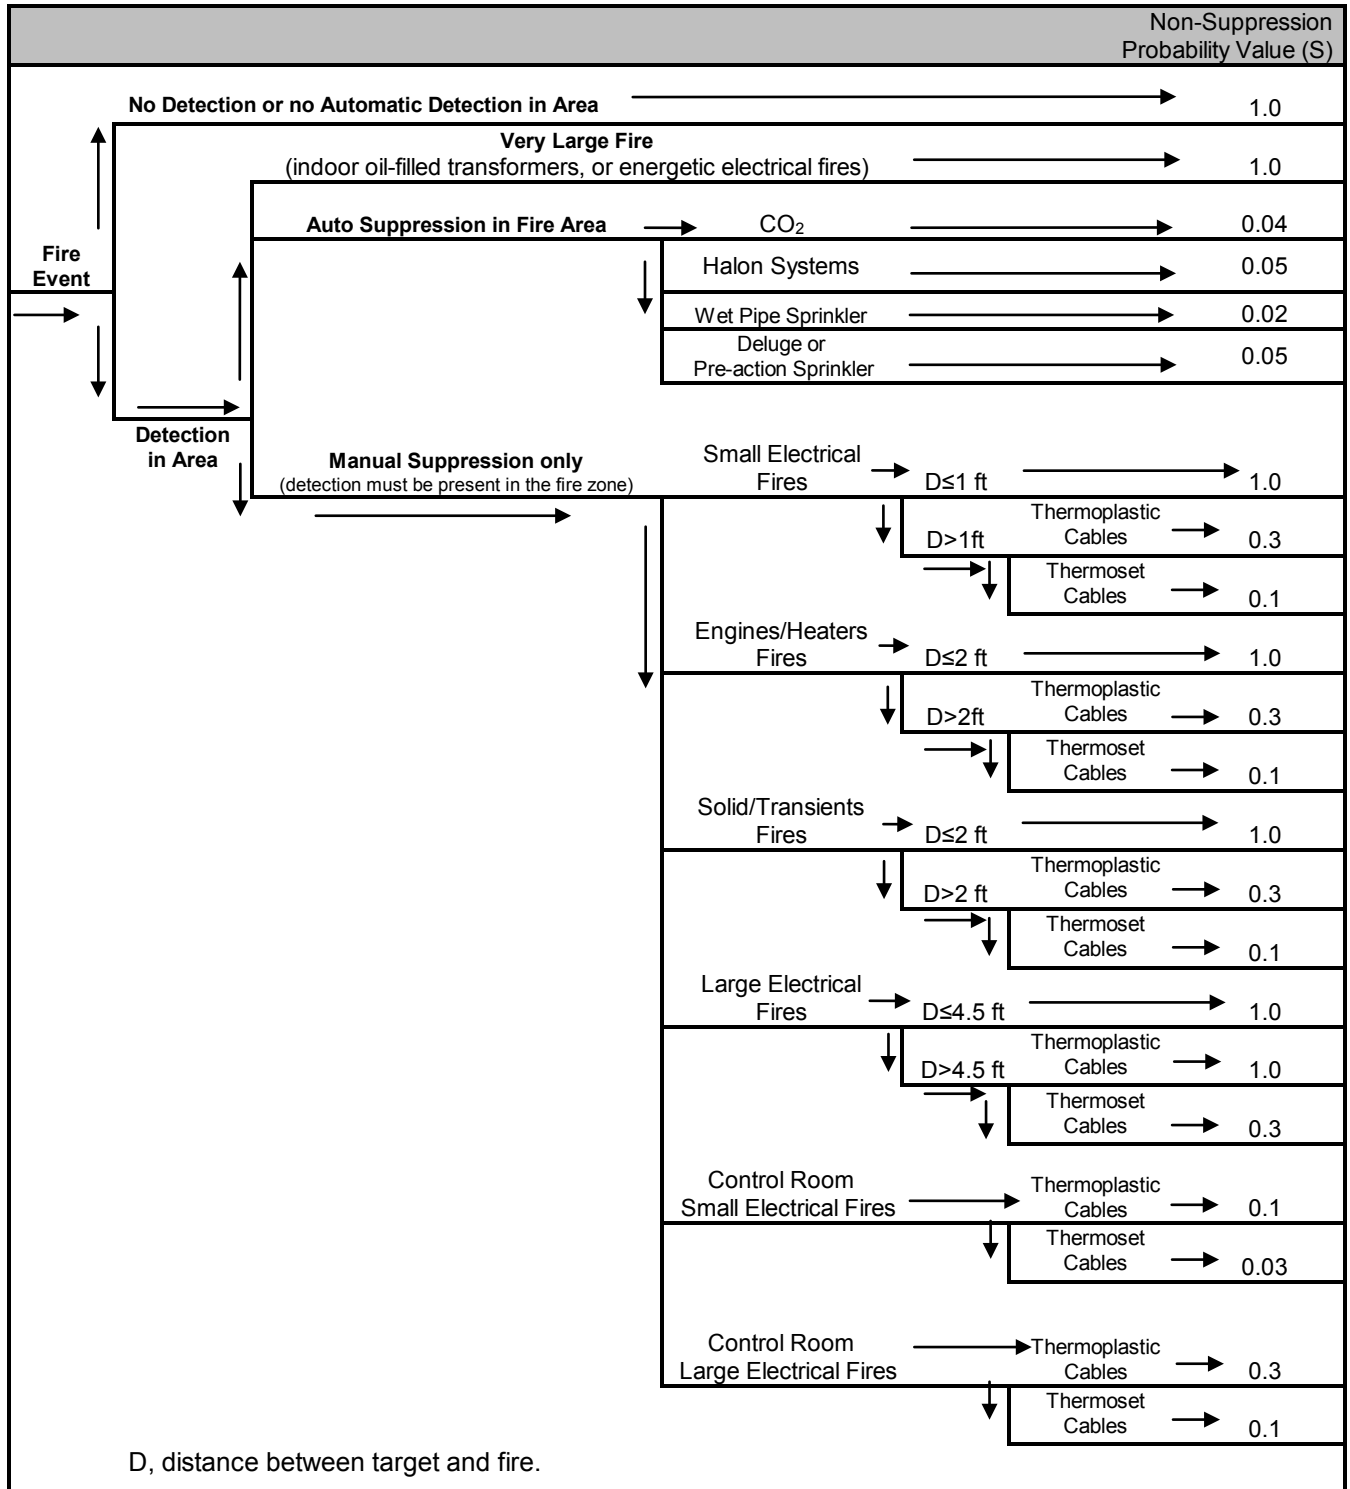 Non-Suppression
Probability Value (S)
No Detection or no Automatic Detection in Area 1.0
Very Large Fire
(indoor oil-filled transformers, or energetic electrical fires) 1.0
Auto Suppression in Fire Area CO₂ 0.04
Fire
Event
Halon Systems 0.05
Wet Pipe Sprinkler 0.02
Deluge or
Pre-action Sprinkler 0.05
Detection
in Area
Manual Suppression only
(detection must be present in the fire zone)
Small Electrical
Fires D≤1 ft 1.0
Thermoplastic
D>1ft Cables 0.3
Thermoset
Cables 0.1
Engines/Heaters
Fires D≤2 ft 1.0
Thermoplastic
D>2ft Cables 0.3
Thermoset
Cables 0.1
Solid/Transients
Fires D≤2 ft 1.0
Thermoplastic
D>2 ft Cables 0.3
Thermoset
Cables 0.1
Large Electrical
Fires D≤4.5 ft 1.0
Thermoplastic
D>4.5 ft Cables 1.0
Thermoset
Cables 0.3
Control Room
Small Electrical Fires
Thermoplastic
Cables 0.1
Thermoset
Cables 0.03
Control Room
Large Electrical Fires
Thermoplastic
Cables 0.3
Thermoset
Cables 0.1
D, distance between target and fire.